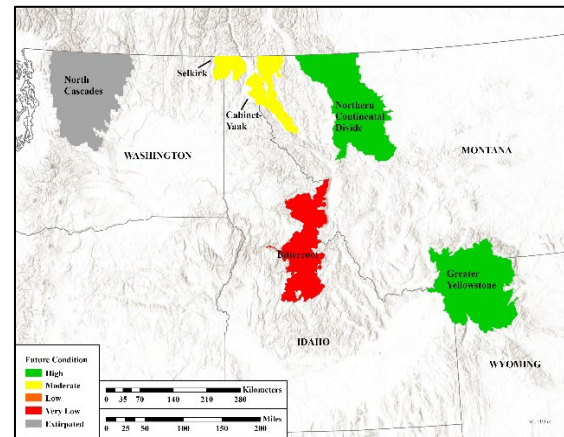 North
Cascades
Selkirk
Cabinet-
Yaak
Northern
Continental
Divide
WASHINGTON
MONTANA
Bitterroot
Greater
Yellowstone
IDAHO
WYOMING
Future Condition
High
Moderate
Low
Very Low
Extirpated
Kilometers
0 35 70 140 210 280
Miles
0 25 50 100 150 200